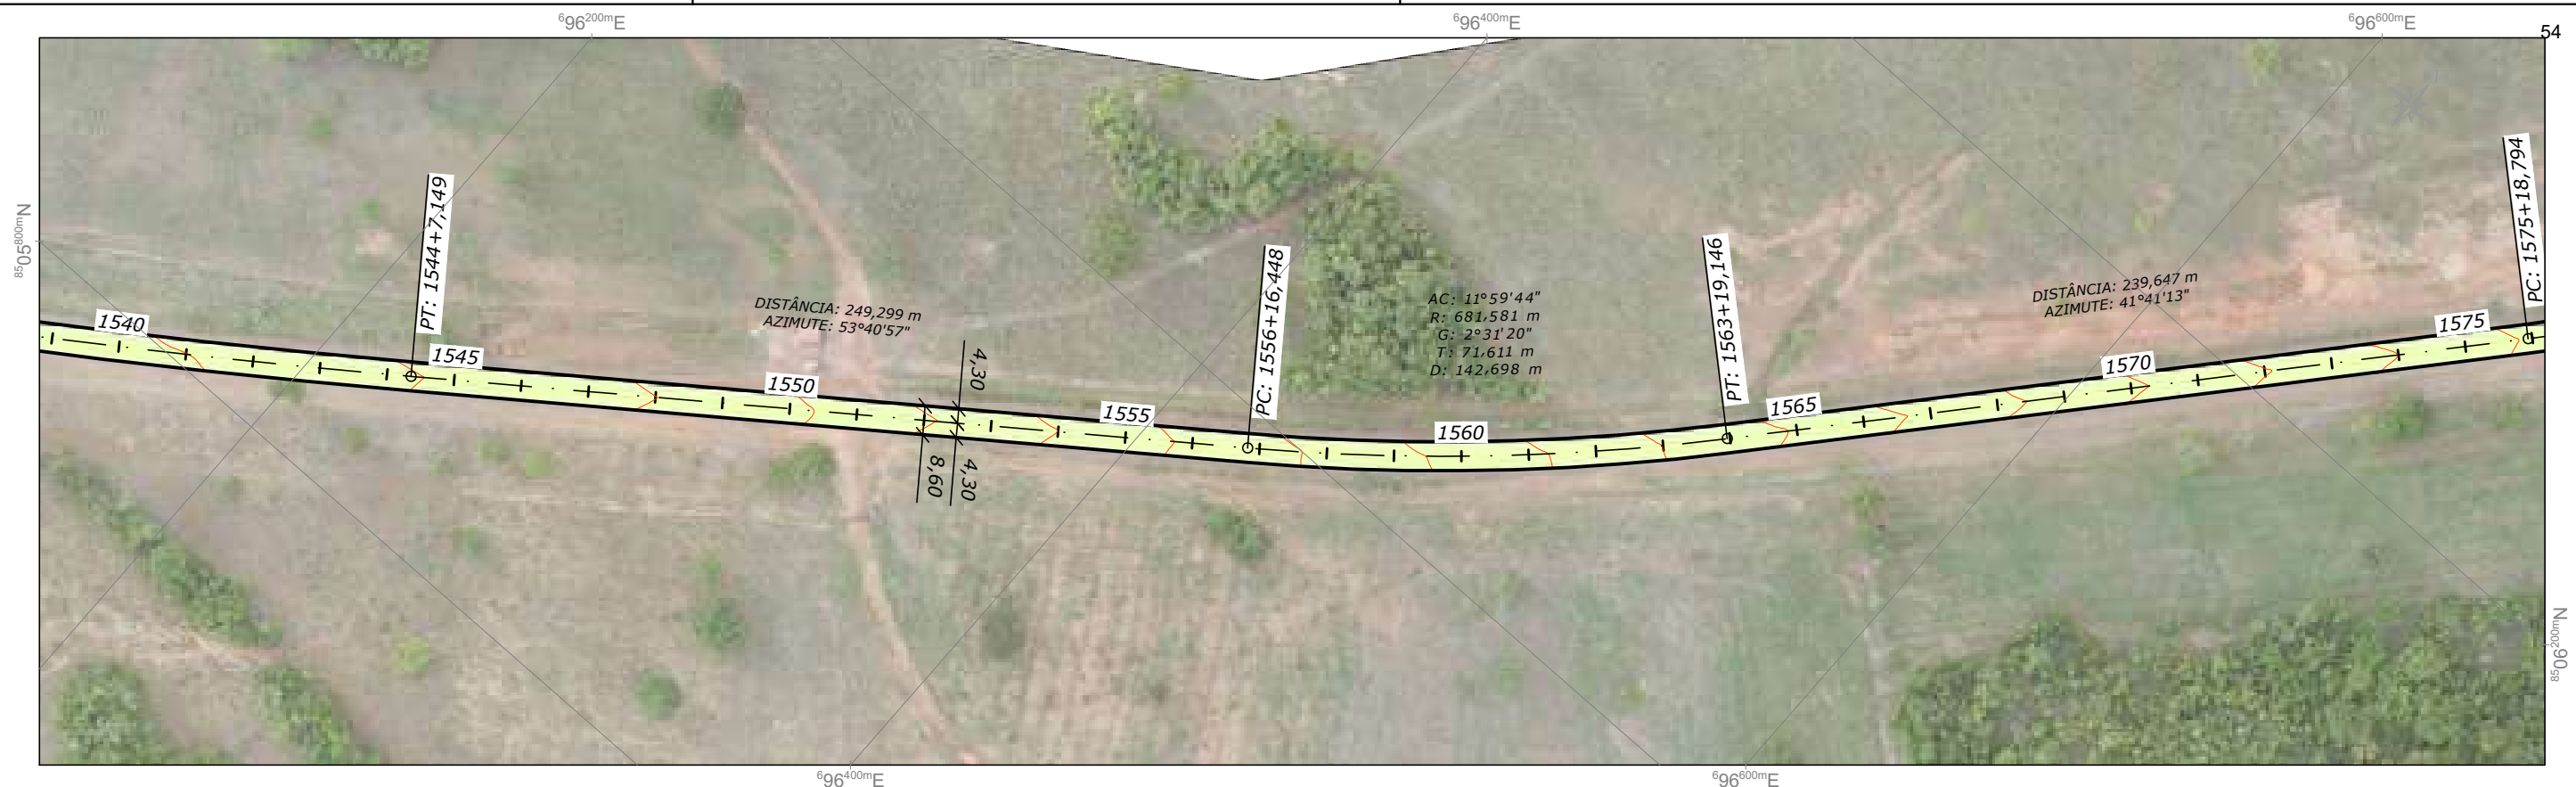 696200mE
696400mE
696600mE
54
8505800mN
PT: 1544+7,149
PC: 1556+16,448
PT: 1563+19,146
PC: 1575+18,794
DISTÂNCIA: 249,299 m
AZIMUTE: 53°40'57"
AC: 11°59'44"
R: 681,581 m
G: 2°31'20"
T: 71,611 m
D: 142,698 m
DISTÂNCIA: 239,647 m
AZIMUTE: 41°41'13"
1540
1545
1550
1555
1560
1565
1570
1575
4,30
8,60
4,30
8506200mN
696400mE
696600mE